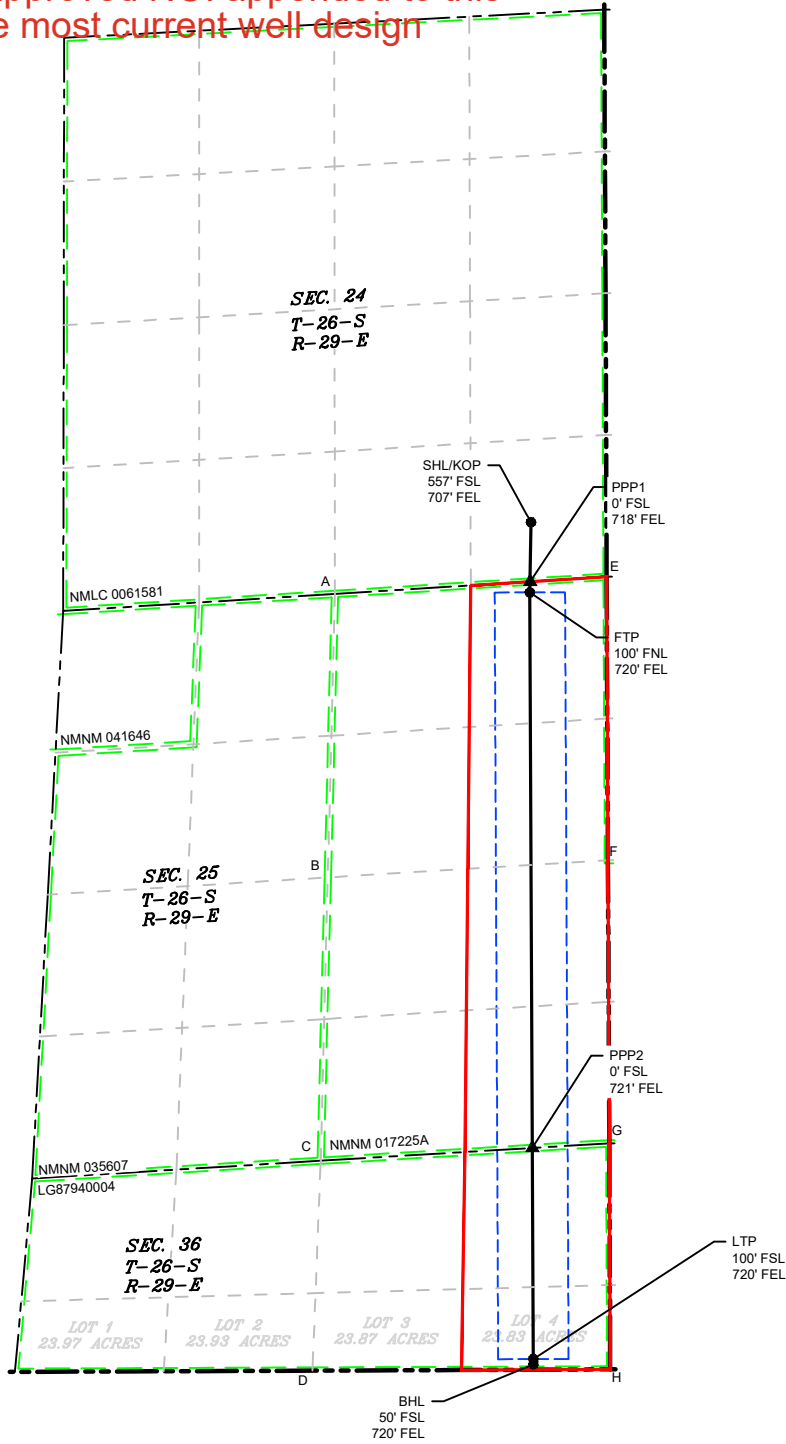 e most current well design
SEC. 24
T-26-S
R-29-E
SHL/KOP
557' FSL
707' FEL
PPP1
0' FSL
718' FEL
E
A
NMLC 0061581
FTP
100' FNL
720' FEL
NMNM 041646
F
B
SEC. 25
T-26-S
R-29-E
PPP2
0' FSL
721' FEL
G
C
NMNM 017225A
NMNM 035607
LG87940004
SEC. 36
T-26-S
R-29-E
LTP
100' FSL
720' FEL
LOT 1
23.97 ACRES
LOT 2
23.93 ACRES
LOT 3
23.87 ACRES
LOT 4
23.83 ACRES
D
H
BHL
50' FSL
720' FEL